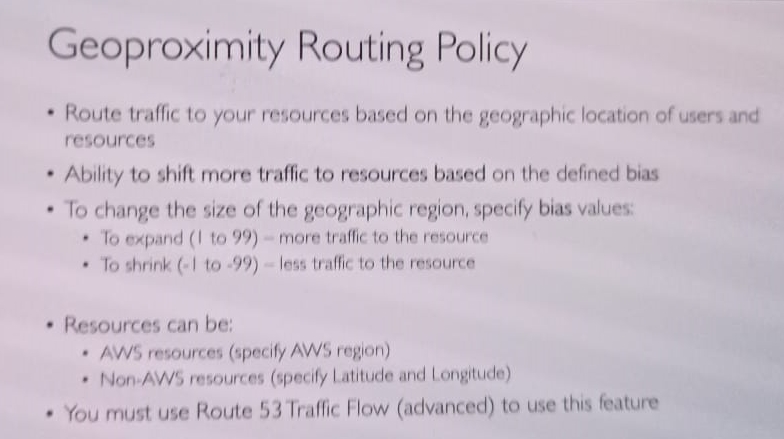 Geoproximity Routing Policy
• Route traffic to your resources based on the geographic location of users and
resources
• Ability to shift more traffic to resources based on the defined bias
• To change the size of the geographic region, specify bias values:
• To expand (1 to 99) – more traffic to the resource
• To shrink (-1 to -99) – less traffic to the resource
• Resources can be:
• AWS resources (specify AWS region)
• Non-AWS resources (specify Latitude and Longitude)
• You must use Route 53 Traffic Flow (advanced) to use this feature